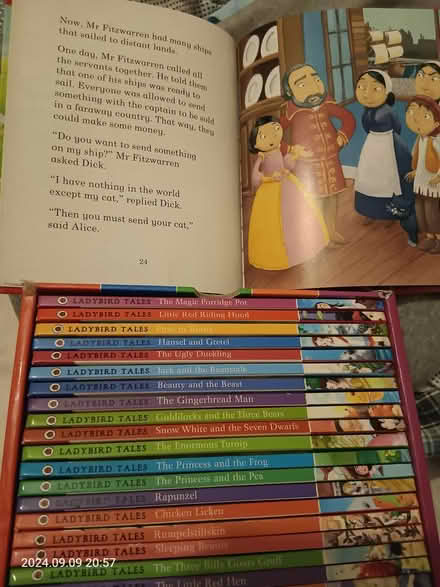 Now, Mr Fitzwarren had many ships
that sailed to distant lands.
One day, Mr Fitzwarren called all
the servants together. He told them
that one of his ships was ready to
sail. Everyone was allowed to send
something with the captain to be sold
in a faraway country. That way, they
could make some money.
“Do you want to send something
on my ship?” Mr Fitzwarren
asked Dick.
“I have nothing in the world
except my cat,” replied Dick.
“Then you must send your cat,”
said Alice.
24
LADYBIRD TALES The Magic Porridge Pot
LADYBIRD TALES Little Red Riding Hood
LADYBIRD TALES Puss in Boots
LADYBIRD TALES Hansel and Gretel
LADYBIRD TALES The Ugly Duckling
LADYBIRD TALES Jack and the Beanstalk
LADYBIRD TALES Beauty and the Beast
LADYBIRD TALES The Gingerbread Man
LADYBIRD TALES Goldilocks and the Three Bears
LADYBIRD TALES Snow White and the Seven Dwarfs
LADYBIRD TALES The Enormous Turnip
LADYBIRD TALES The Princess and the Frog
LADYBIRD TALES The Princess and the Pea
LADYBIRD TALES Rapunzel
LADYBIRD TALES Chicken Licken
LADYBIRD TALES Rumpelstiltskin
LADYBIRD TALES Sleeping Beauty
2024.09.09 20:57
LADYBIRD TALES The Three Billy Goats Gruff
The Little Red Hen